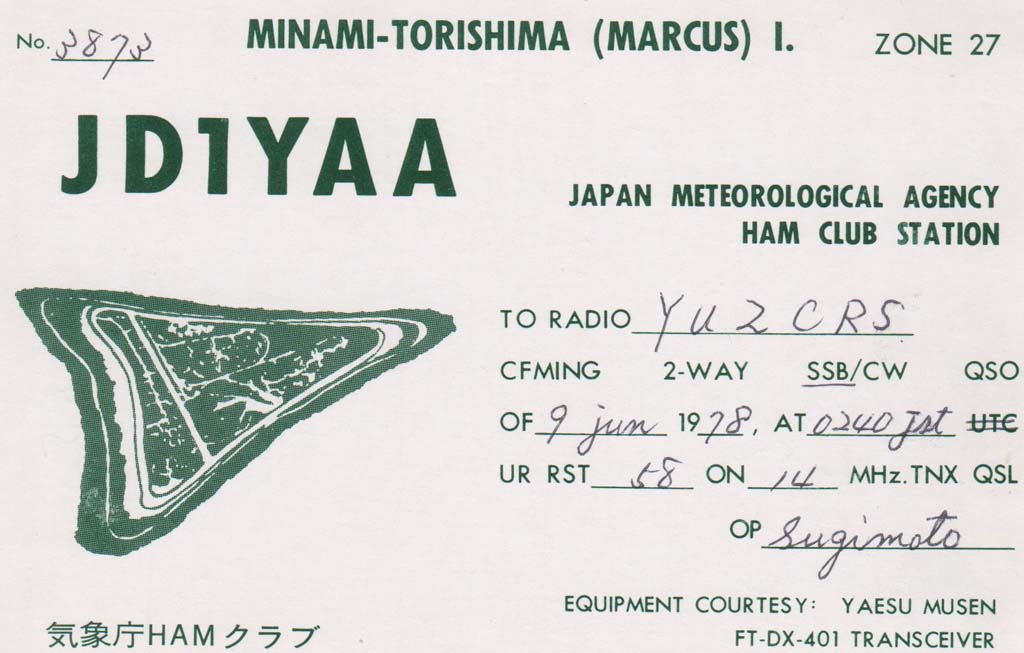 No. 3873
MINAMI-TORISHIMA (MARCUS) I.
ZONE 27
JD1YAA
JAPAN METEOROLOGICAL AGENCY
HAM CLUB STATION
TO RADIO YU2CRS
CFMING 2-WAY SSB/CW QSO
OF 9 jun 1978, AT 0240 Jst UTC
UR RST 58 ON 14 MHz. TNX QSL
OP Sugimoto
EQUIPMENT COURTESY: YAESU MUSEN
FT-DX-401 TRANSCEIVER
気象庁HAMクラブ